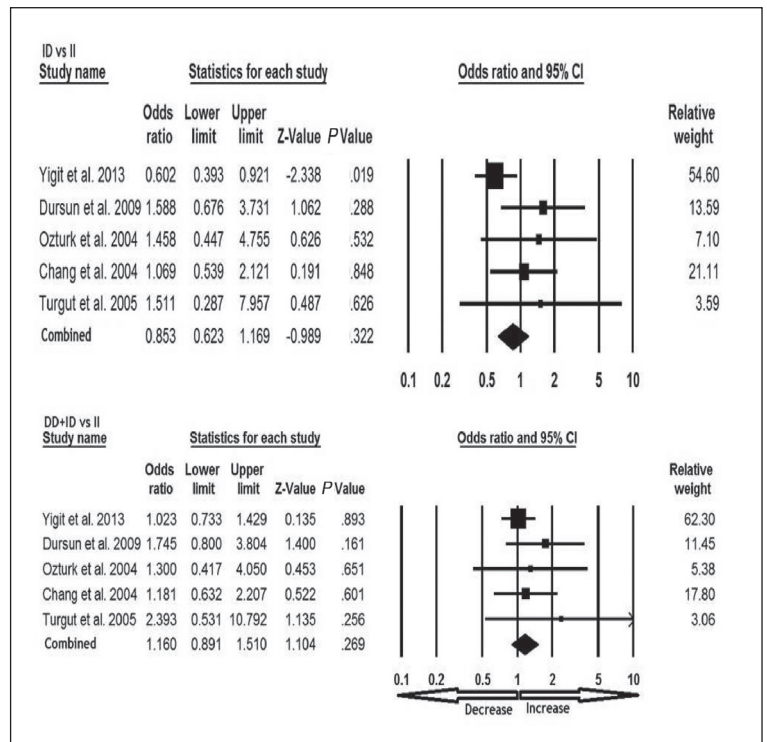 ID vs II
Study name Statistics for each study Odds ratio and 95% CI
Odds Lower Upper Relative
ratio limit limit Z-Value P Value weight
Yigit et al. 2013 0.602 0.393 0.921 -2.338 .019 54.60
Dursun et al. 2009 1.588 0.676 3.731 1.062 .288 13.59
Ozturk et al. 2004 1.458 0.447 4.755 0.626 .532 7.10
Chang et al. 2004 1.069 0.539 2.121 0.191 .848 21.11
Turgut et al. 2005 1.511 0.287 7.957 0.487 .626 3.59
Combined 0.853 0.623 1.169 -0.989 .322
0.1 0.2 0.5 1 2 5 10
DD+ID vs II
Study name Statistics for each study Odds ratio and 95% CI
Odds Lower Upper Relative
ratio limit limit Z-Value P Value weight
Yigit et al. 2013 1.023 0.733 1.429 0.135 .893 62.30
Dursun et al. 2009 1.745 0.800 3.804 1.400 .161 11.45
Ozturk et al. 2004 1.300 0.417 4.050 0.453 .651 5.38
Chang et al. 2004 1.181 0.632 2.207 0.522 .601 17.80
Turgut et al. 2005 2.393 0.531 10.792 1.135 .256 3.06
Combined 1.160 0.891 1.510 1.104 .269
0.1 0.2 0.5 1 2 5 10
Decrease Increase